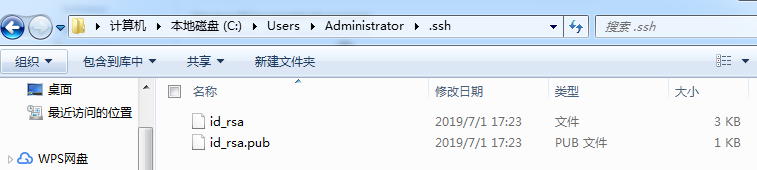 计算机 本地磁盘 (C:) Users Administrator .ssh 搜索 .ssh
组织 包含到库中 共享 新建文件夹
桌面 名称 修改日期 类型 大小
最近访问的位置
id_rsa 2019/7/1 17:23 文件 3 KB
id_rsa.pub 2019/7/1 17:23 PUB 文件 1 KB
WPS网盘